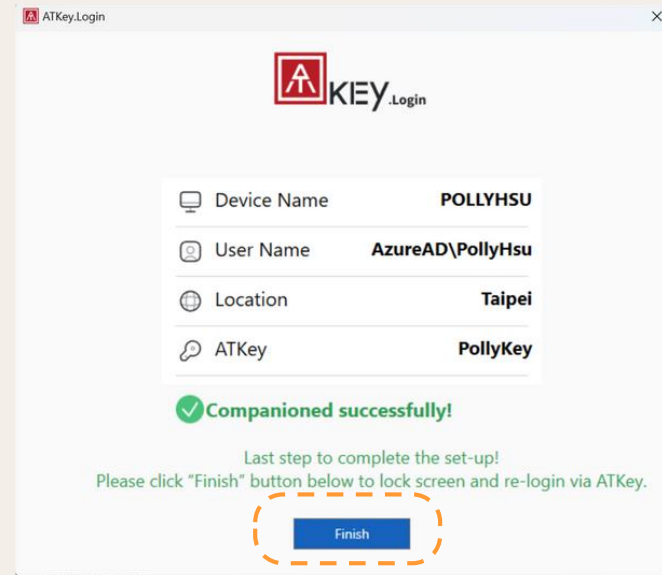 ATKey.Login
KEY.Login
Device Name POLLYHSU
User Name AzureAD\PollyHsu
Location Taipei
ATKey PollyKey
Companioned successfully!
Last step to complete the set-up!
Please click "Finish" button below to lock screen and re-login via ATKey.
Finish